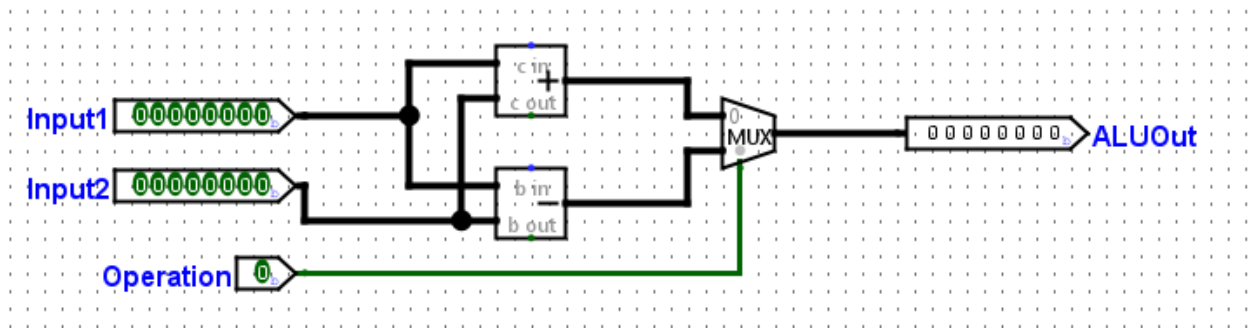 c in
+
c out
Input1 00000000 b
0
MUX
00000000 b ALUOut
Input2 00000000 b
b in
−
b out
Operation 0 b